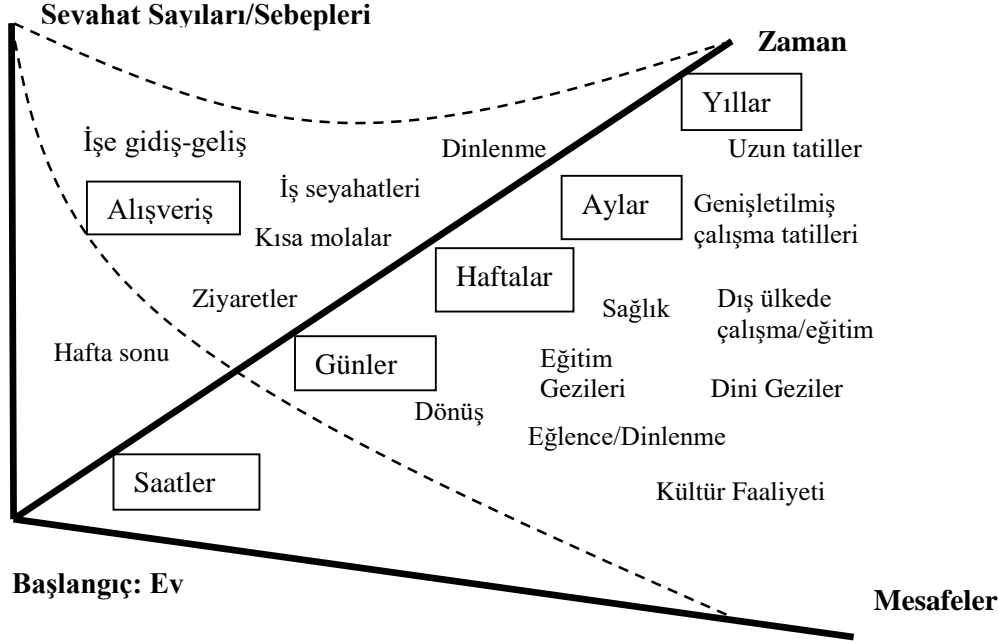 Sevahat Sayıları/Sebepleri
Zaman
Yıllar
İşe gidiş-geliş
Dinlenme
Uzun tatiller
İş seyahatleri
Alışveriş
Aylar
Genişletilmiş
çalışma tatilleri
Kısa molalar
Haftalar
Ziyaretler
Sağlık
Dış ülkede
çalışma/eğitim
Hafta sonu
Günler
Eğitim
Gezileri
Dini Geziler
Dönüş
Eğlence/Dinlenme
Saatler
Kültür Faaliyeti
Başlangıç: Ev
Mesafeler